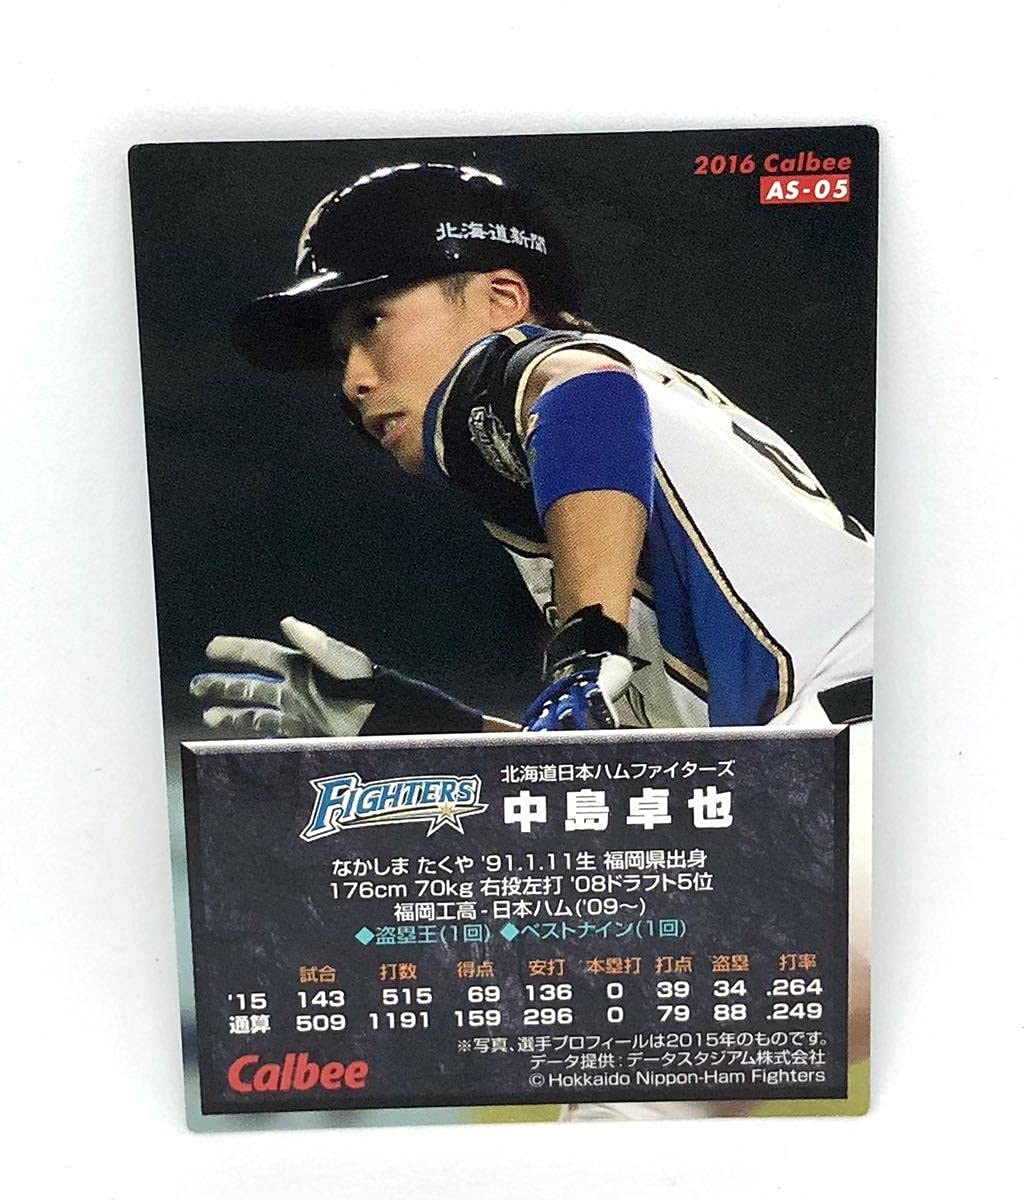 2016 Calbee
AS-05
北海道新聞
FIGHTERS
北海道日本ハムファイターズ
中島卓也
なかしま たくや '91.1.11生 福岡県出身
176cm 70kg 右投左打 '08ドラフト5位
福岡工高-日本ハム('09〜)
◆盗塁王(1回) ◆ベストナイン(1回)
試合 打数 得点 安打 本塁打 打点 盗塁 打率
'15 143 515 69 136 0 39 34 .264
通算 509 1191 159 296 0 79 88 .249
※写真、選手プロフィールは2015年のものです。
データ提供:データスタジアム株式会社
Calbee
©Hokkaido Nippon-Ham Fighters